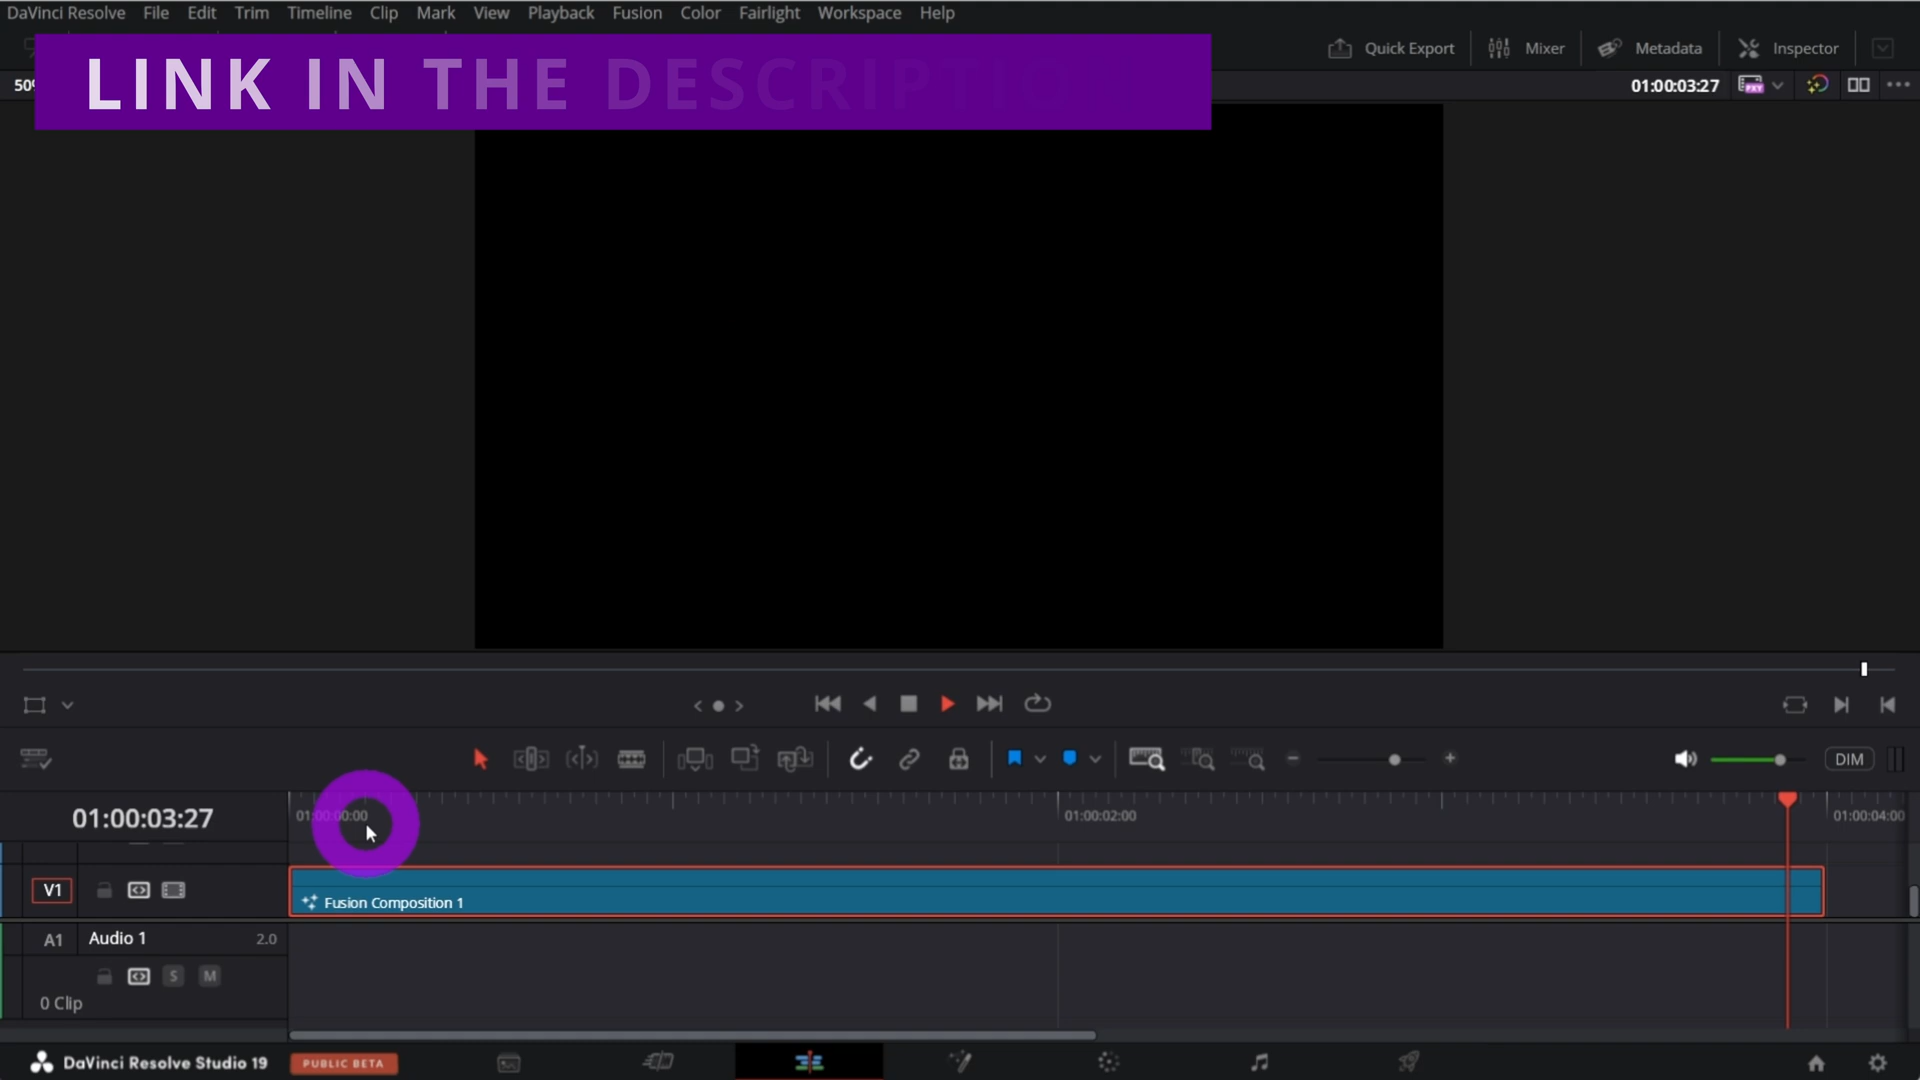 DaVinci Resolve File Edit Trim Timeline Clip Mark View Playback Fusion Color Fairlight Workspace Help
Quick Export Mixer Metadata Inspector
LINK IN THE DESCRIPTIO
50%
01:00:03:27
PXY
DIM
01:00:03:27
01:00:00:00 01:00:02:00 01:00:04:00
V1
Fusion Composition 1
A1 Audio 1 2.0
S M
0 Clip
DaVinci Resolve Studio 19 PUBLIC BETA